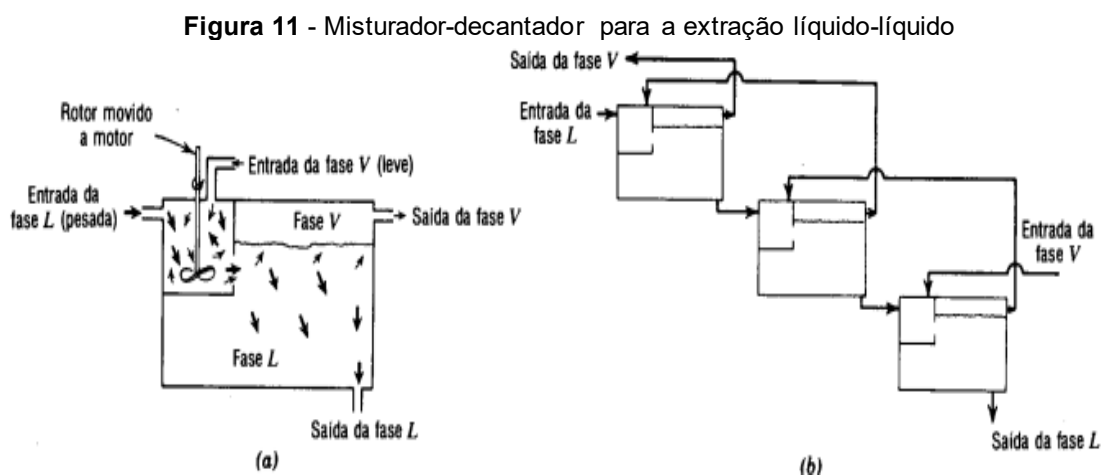 Figura 11 - Misturador-decantador para a extração líquido-líquido
Rotor movido
a motor
Entrada da fase V (leve)
Entrada da
fase L (pesada)
Fase V
Saída da fase V
Fase L
Saída da fase L
(a)
Saída da fase V
Entrada da
fase L
Entrada da
fase V
Saída da fase L
(b)